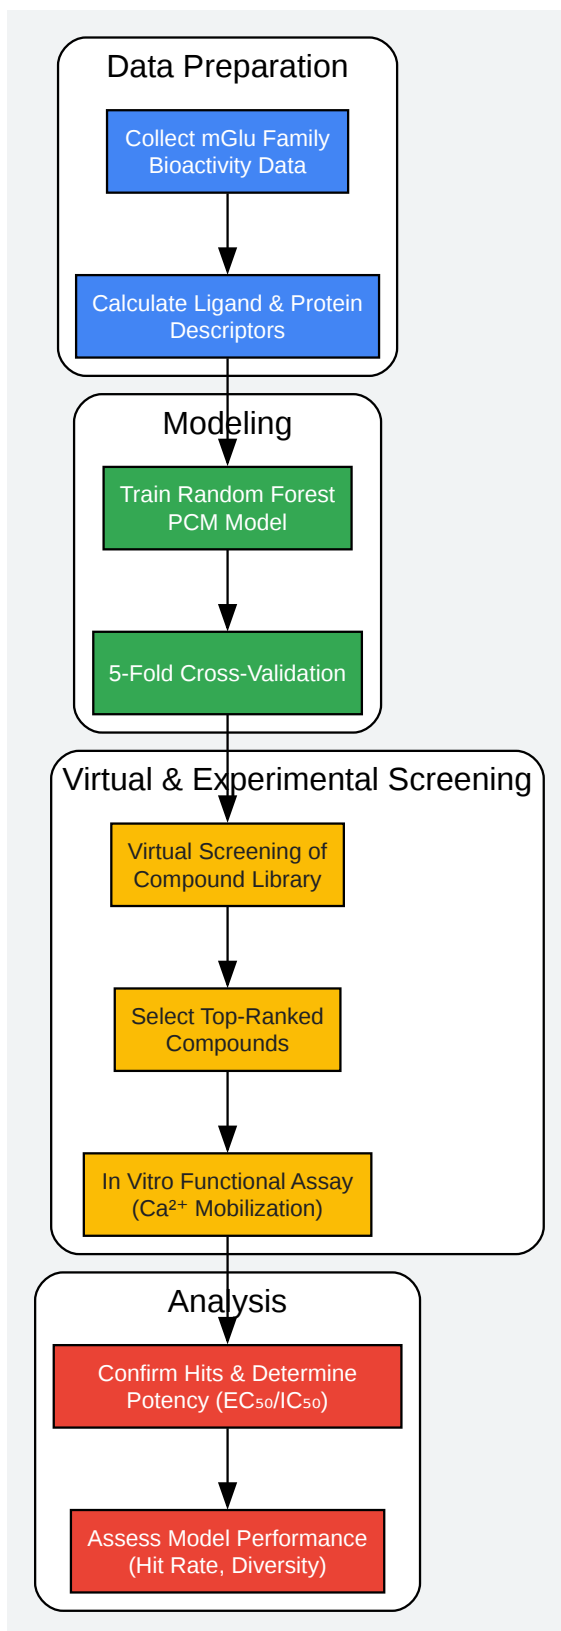 Data Preparation
Collect mGlu Family
Bioactivity Data
Calculate Ligand & Protein
Descriptors
Modeling
Train Random Forest
PCM Model
5-Fold Cross-Validation
Virtual & Experimental Screening
Virtual Screening of
Compound Library
Select Top-Ranked
Compounds
In Vitro Functional Assay
(Ca²⁺ Mobilization)
Analysis
Confirm Hits & Determine
Potency (EC₅₀/IC₅₀)
Assess Model Performance
(Hit Rate, Diversity)